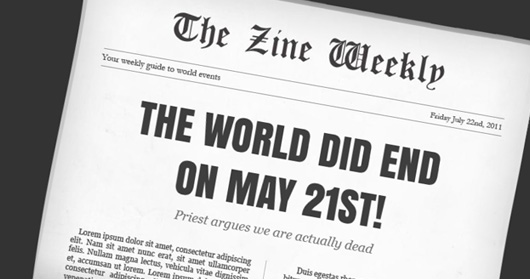 The Zine Weekly
Your weekly guide to world events
Friday July 22nd, 2011
THE WORLD DID END
ON MAY 21ST!
Priest argues we are actually dead
Lorem ipsum dolor sit amet, consectetur adipiscing
elit. Nam sit amet nunc erat, sit amet ullamcorper
felis. Nullam magna lectus, vehicula vitae dignissim
et, accumsan ut lorem. Lorem ipsum dolor sit amet,
consectetur adipiscing
Duis egestas